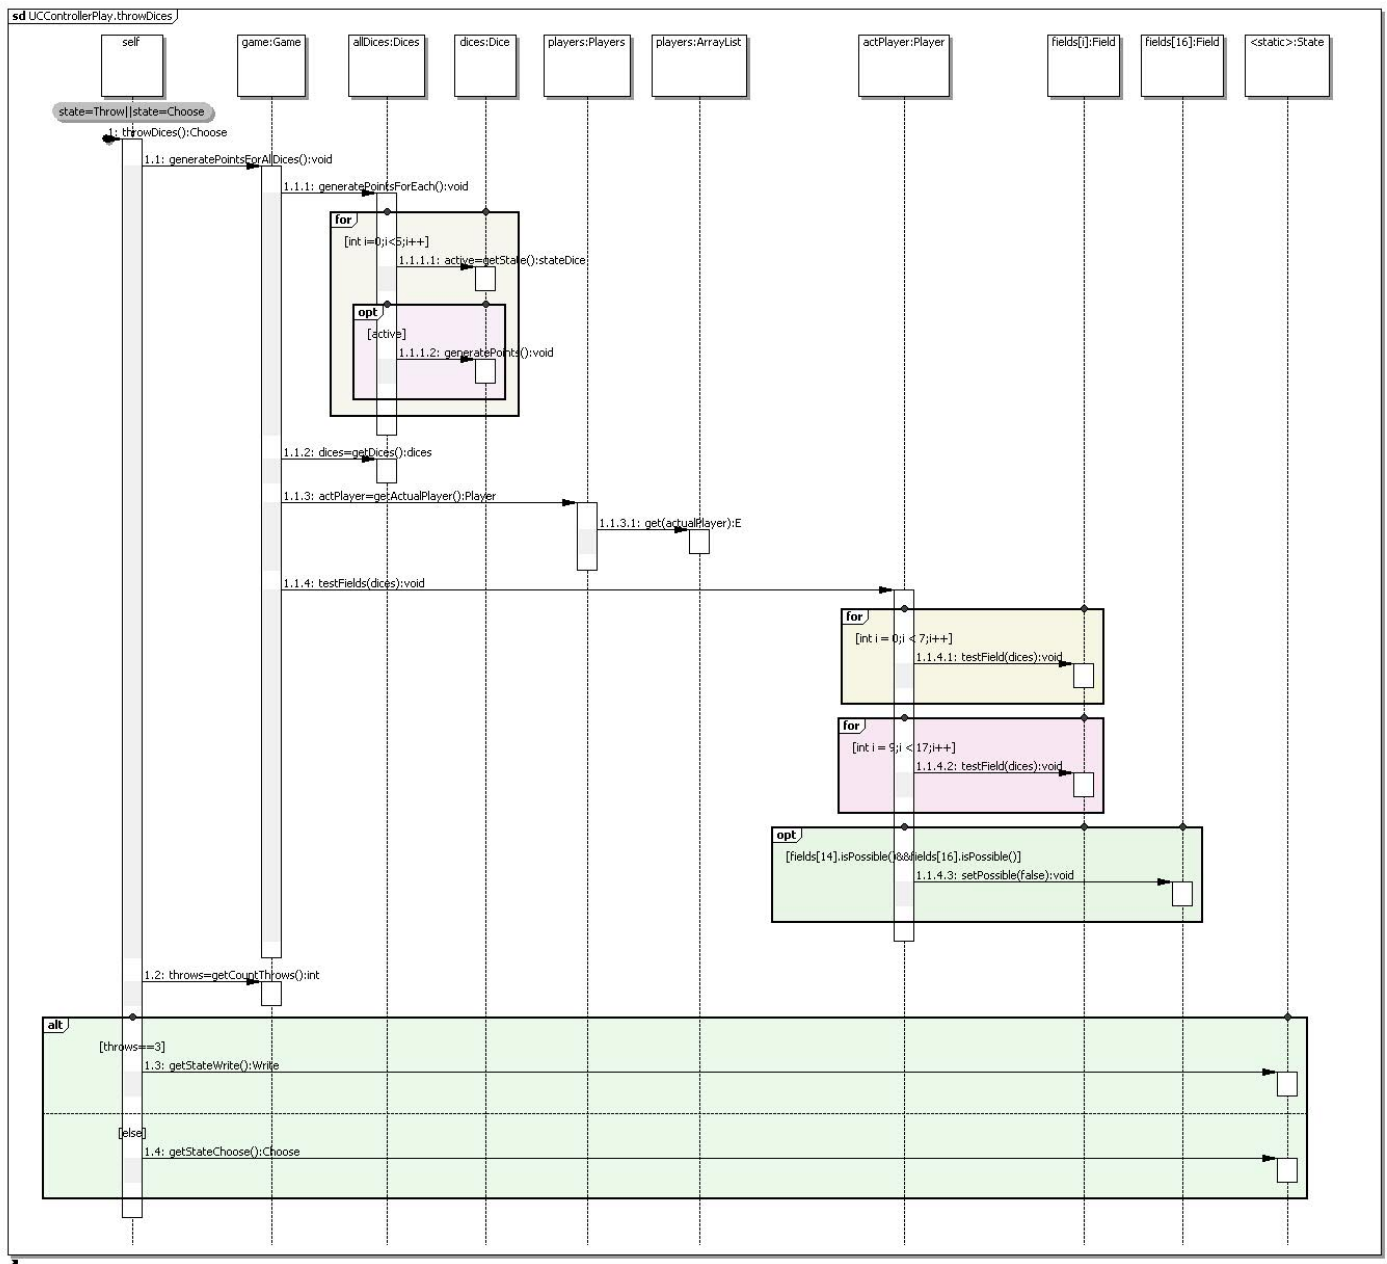 sd UCControllerPlay.throwDices
self
game:Game
allDices:Dices
dices:Dice
players:Players
players:ArrayList
actPlayer:Player
fields[i]:Field
fields[16]:Field
<static>:State
state=Throw||state=Choose
1: throwDices():Choose
1.1: generatePointsForAllDices():void
1.1.1: generatePointsForEach():void
for
[int i=0;i<5;i++]
1.1.1.1: active=getState():stateDice
opt
[active]
1.1.1.2: generatePoints():void
1.1.2: dices=getDices():dices
1.1.3: actPlayer=getActualPlayer():Player
1.1.3.1: get(actualPlayer):E
1.1.4: testFields(dices):void
for
[int i = 0;i < 7;i++]
1.1.4.1: testField(dices):void
for
[int i = 9;i < 17;i++]
1.1.4.2: testField(dices):void
opt
[fields[14].isPossible()&&fields[16].isPossible()]
1.1.4.3: setPossible(false):void
1.2: throws=getCountThrows():int
alt
[throws==3]
1.3: getStateWrite():Write
[else]
1.4: getStateChoose():Choose